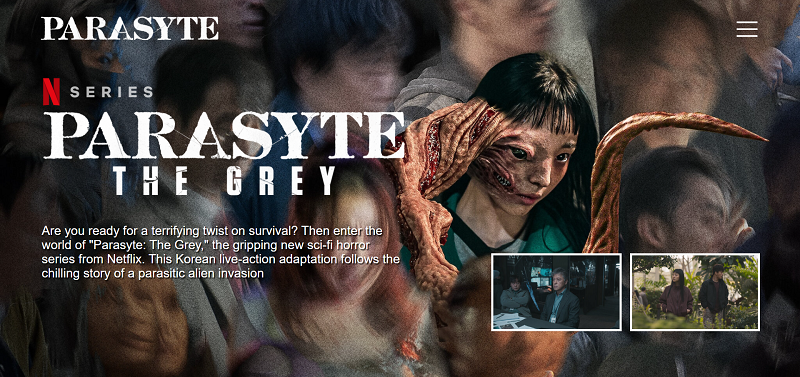 PARASYTE
N SERIES
PARASYTE
THE GREY
Are you ready for a terrifying twist on survival? Then enter the
world of "Parasyte: The Grey," the gripping new sci-fi horror
series from Netflix. This Korean live-action adaptation follows the
chilling story of a parasitic alien invasion